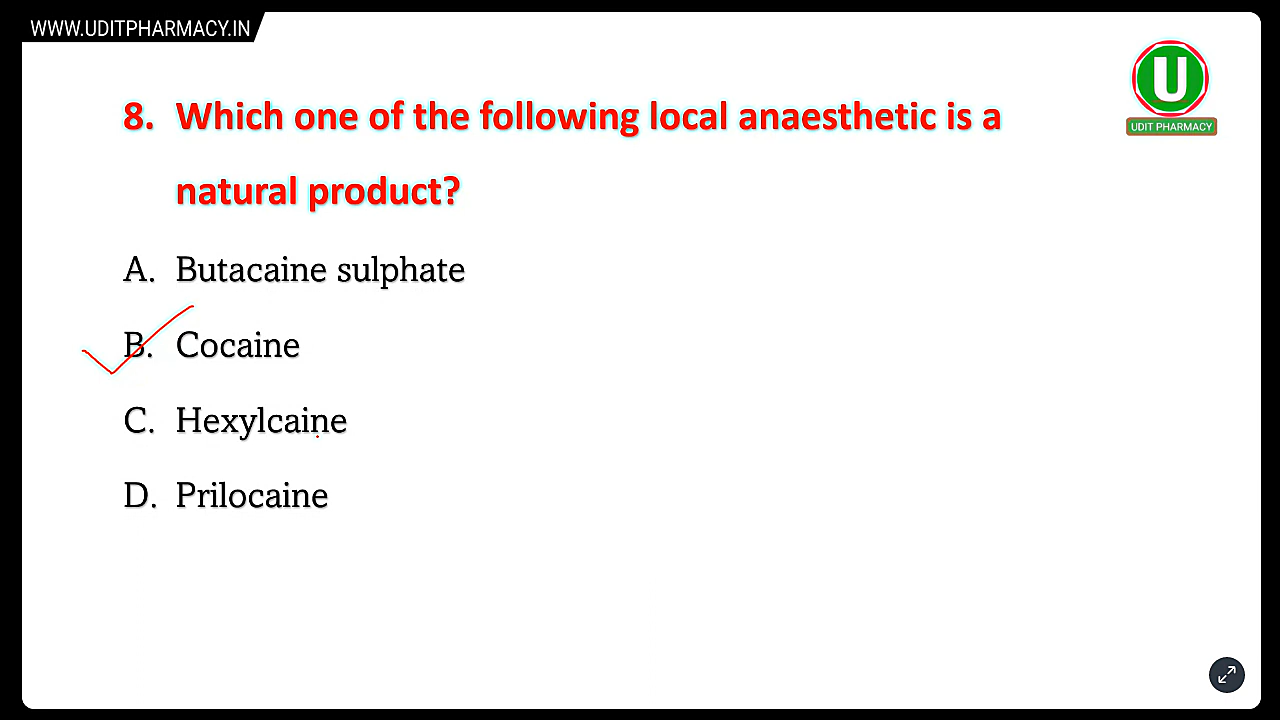 WWW.UDITPHARMACY.IN
U
UDIT PHARMACY
8. Which one of the following local anaesthetic is a
natural product?
A. Butacaine sulphate
B. Cocaine
C. Hexylcaine
D. Prilocaine